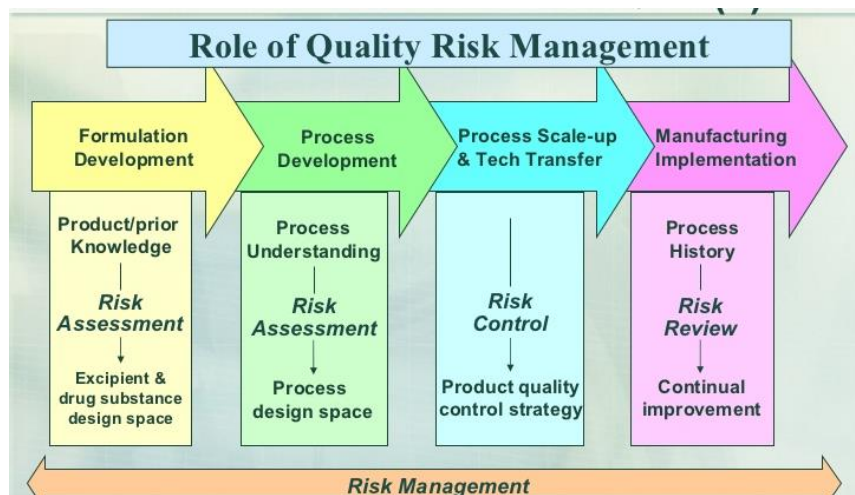 Role of Quality Risk Management
Formulation
Development
Process
Development
Process Scale-up
& Tech Transfer
Manufacturing
Implementation
Product/prior
Knowledge
Risk
Assessment
Excipient &
drug substance
design space
Process
Understanding
Risk
Assessment
Process
design space
Risk
Control
Product quality
control strategy
Process
History
Risk
Review
Continual
improvement
Risk Management